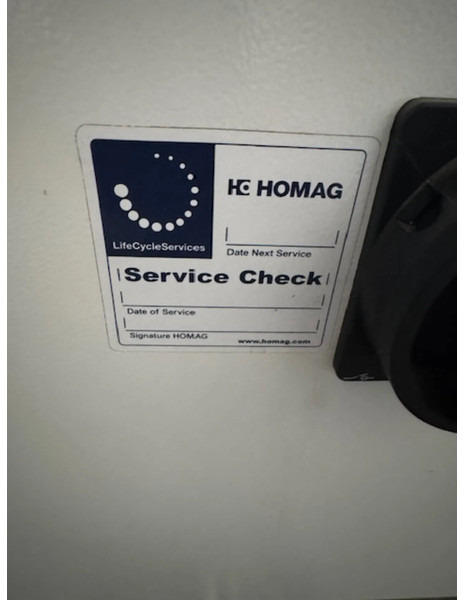 LifeCycleServices
HOMAG
Date Next Service
Service Check
Date of Service
Signature HOMAG
www.homag.com